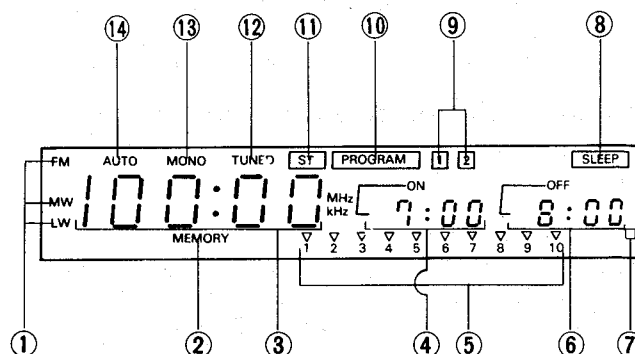 ⑭ ⑬ ⑫ ⑪ ⑩ ⑨ ⑧
FM AUTO MONO TUNED ST PROGRAM 1 2 SLEEP
MW 10 0:00 MHz ON OFF
LW kHz 7:00 8:00
MEMORY 1 2 3 4 5 6 7 8 9 10
① ② ③ ④ ⑤ ⑥ ⑦